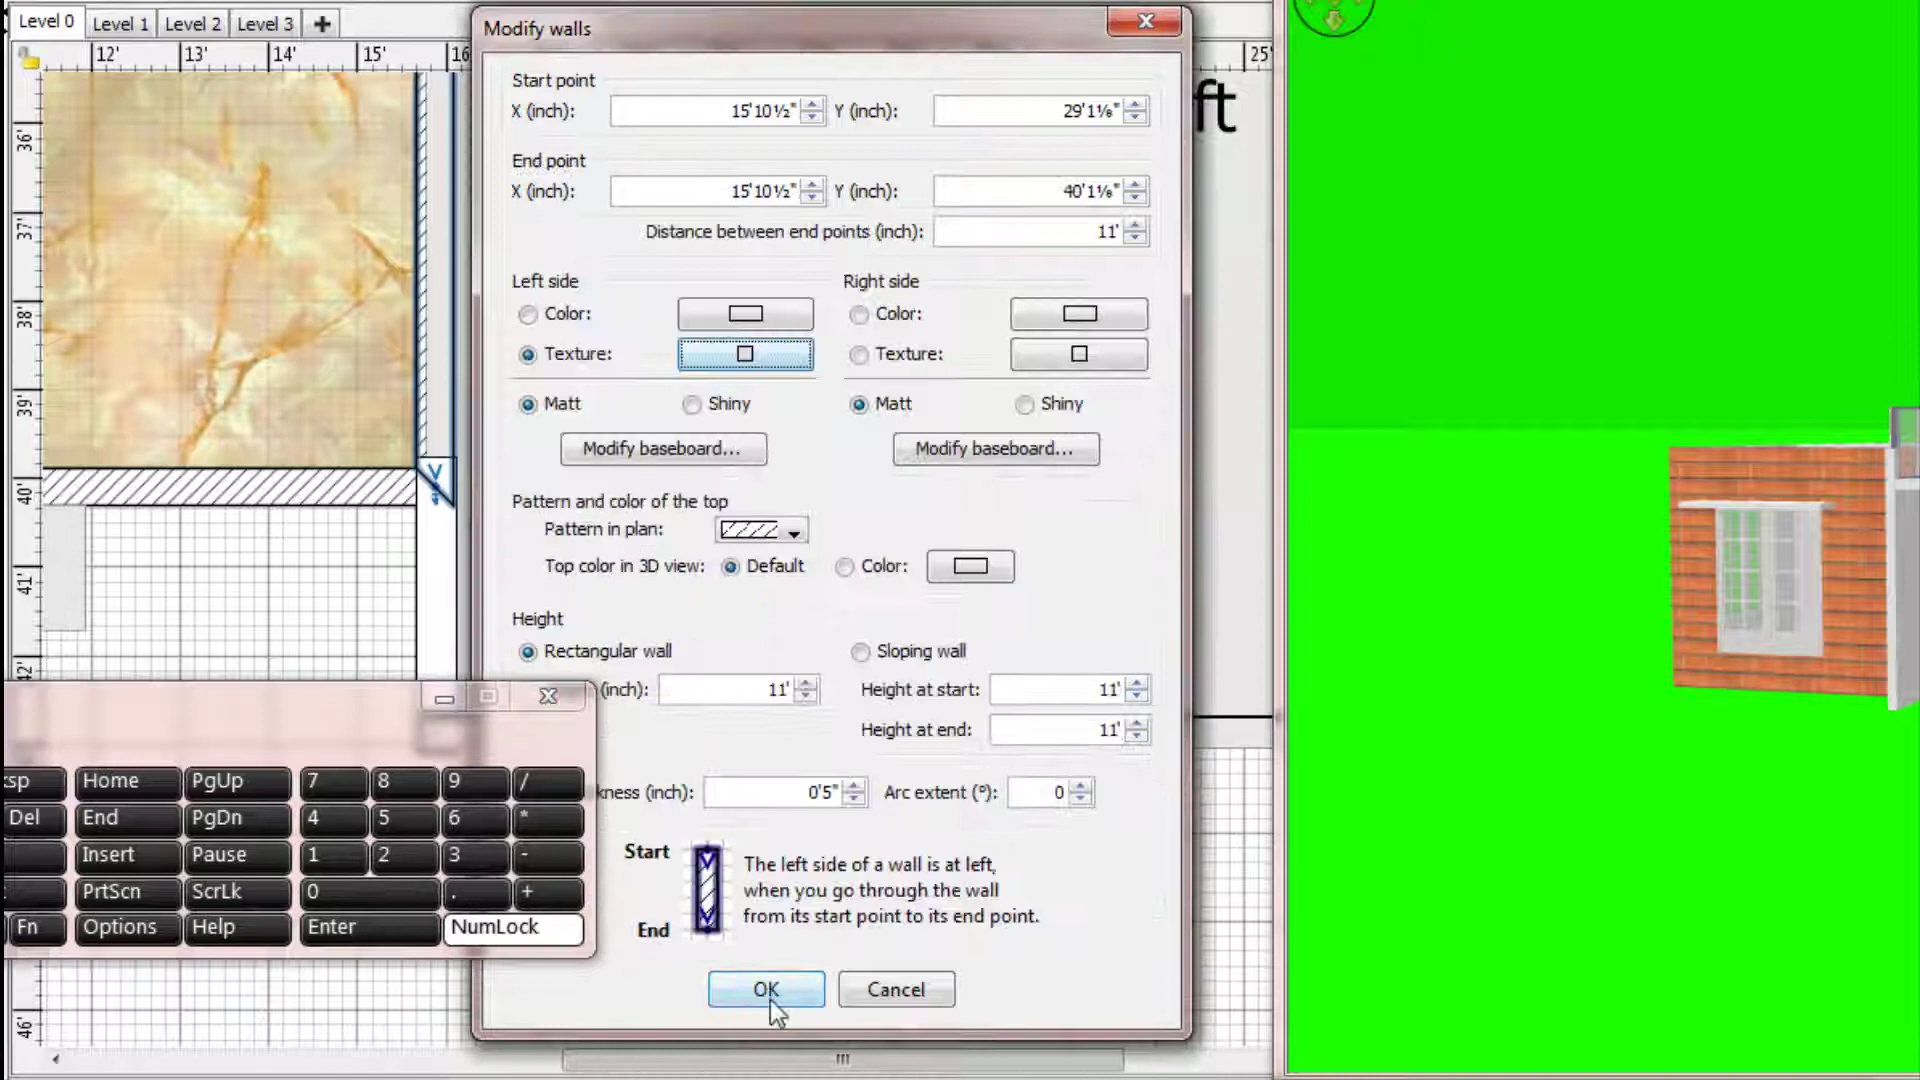 Level 0 Level 1 Level 2 Level 3
12' 13' 14' 15' 16 25'
ft
36'
37'
38'
39'
40'
41'
42'
46'
Modify walls
Start point
X (inch): 15'10½" Y (inch): 29'1⅛"
End point
X (inch): 15'10½" Y (inch): 40'1⅛"
Distance between end points (inch): 11'
Left side Right side
Color: Color:
Texture: Texture:
Matt Shiny Matt Shiny
Modify baseboard... Modify baseboard...
Pattern and color of the top
Pattern in plan:
Top color in 3D view: Default Color:
Height
Rectangular wall Sloping wall
(inch): 11' Height at start: 11'
Height at end: 11'
kness (inch): 0'5" Arc extent (°): 0
Start
The left side of a wall is at left,
when you go through the wall
from its start point to its end point.
End
OK Cancel
sp Home PgUp 7 8 9 /
Del End PgDn 4 5 6 *
Insert Pause 1 2 3 -
PrtScn ScrLk 0 . +
Fn Options Help Enter NumLock